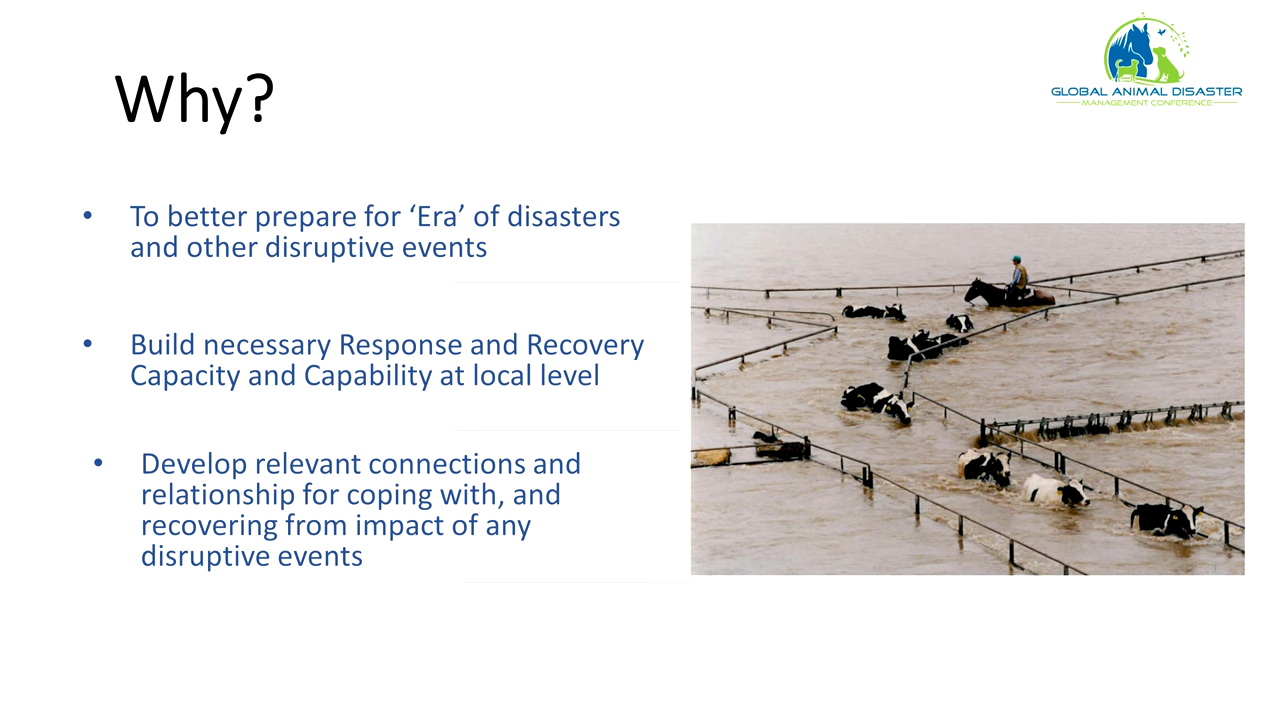 Why?
GLOBAL ANIMAL DISASTER
MANAGEMENT CONFERENCE
• To better prepare for ‘Era’ of disasters
and other disruptive events
• Build necessary Response and Recovery
Capacity and Capability at local level
• Develop relevant connections and
relationship for coping with, and
recovering from impact of any
disruptive events